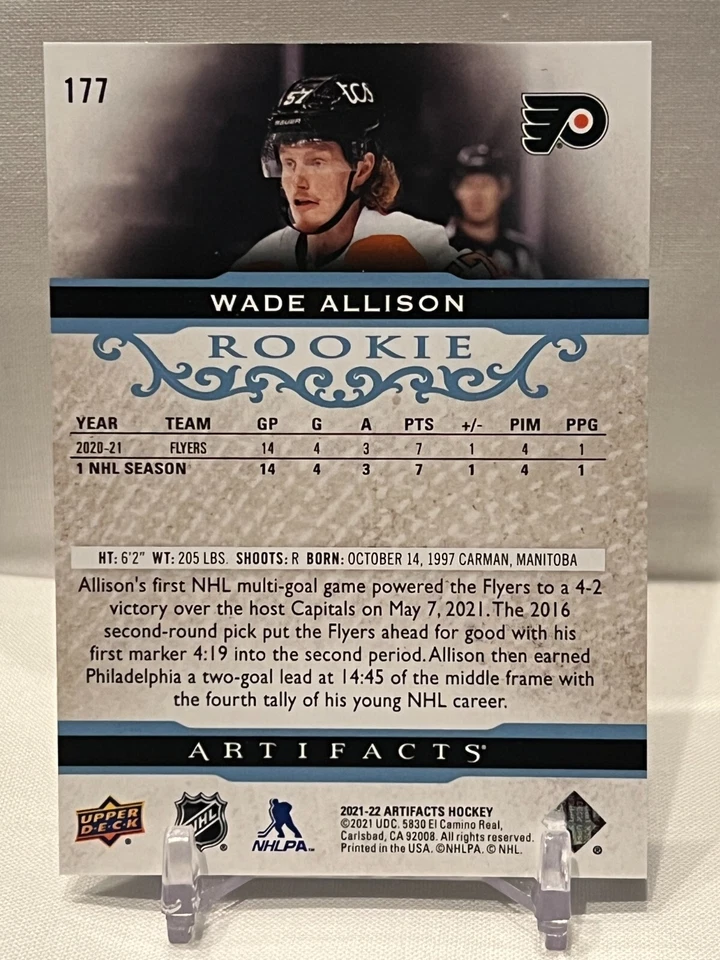 177
57 tcs
BAUER
WADE ALLISON
ROOKIE
YEAR TEAM GP G A PTS +/- PIM PPG
2020-21 FLYERS 14 4 3 7 1 4 1
1 NHL SEASON 14 4 3 7 1 4 1
HT: 6'2" WT: 205 LBS. SHOOTS: R BORN: OCTOBER 14, 1997 CARMAN, MANITOBA
Allison's first NHL multi-goal game powered the Flyers to a 4-2
victory over the host Capitals on May 7, 2021. The 2016
second-round pick put the Flyers ahead for good with his
first marker 4:19 into the second period. Allison then earned
Philadelphia a two-goal lead at 14:45 of the middle frame with
the fourth tally of his young NHL career.
ARTIFACTS®
UPPER
DECK®
NHL®
NHLPA™
2021-22 ARTIFACTS HOCKEY
©2021 UDC. 5830 El Camino Real,
Carlsbad, CA 92008. All rights reserved.
Printed in the USA. ©NHLPA. © NHL.